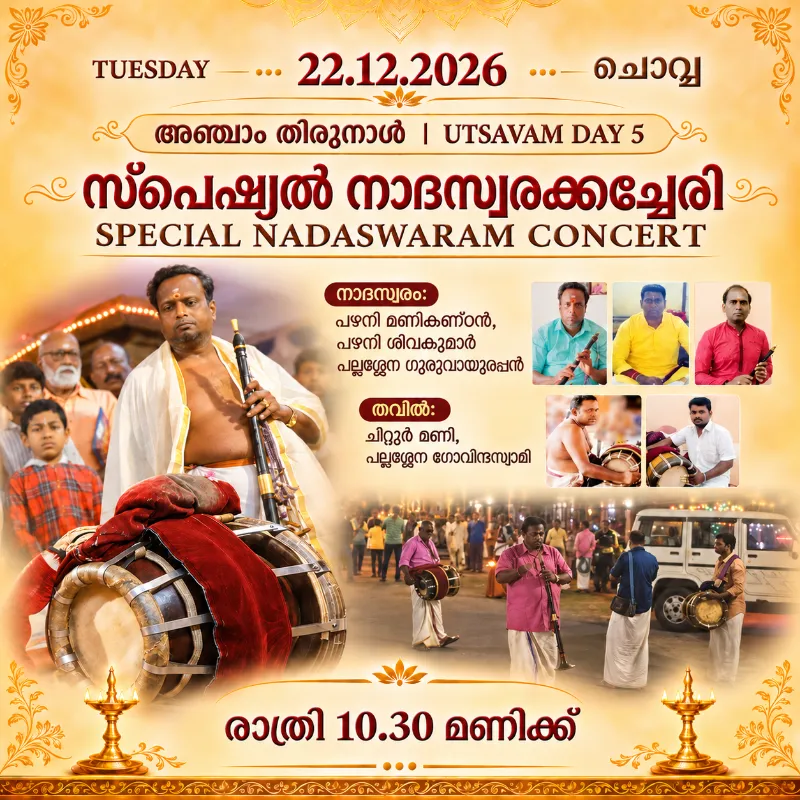 TUESDAY 22.12.2026 ചൊവ്വ
അഞ്ചാം തിരുനാൾ | UTSAVAM DAY 5
സ്പെഷ്യൽ നാദസ്വരക്കച്ചേരി
SPECIAL NADASWARAM CONCERT
നാദസ്വരം:
പഴനി മണികണ്ഠൻ,
പഴനി ശിവകുമാർ
പല്ലശ്ശേന ഗുരുവായുരപ്പൻ
തവിൽ:
ചിറ്റുർ മണി,
പല്ലശ്ശേന ഗോവിന്ദസ്വാമി
രാത്രി 10.30 മണിക്ക്